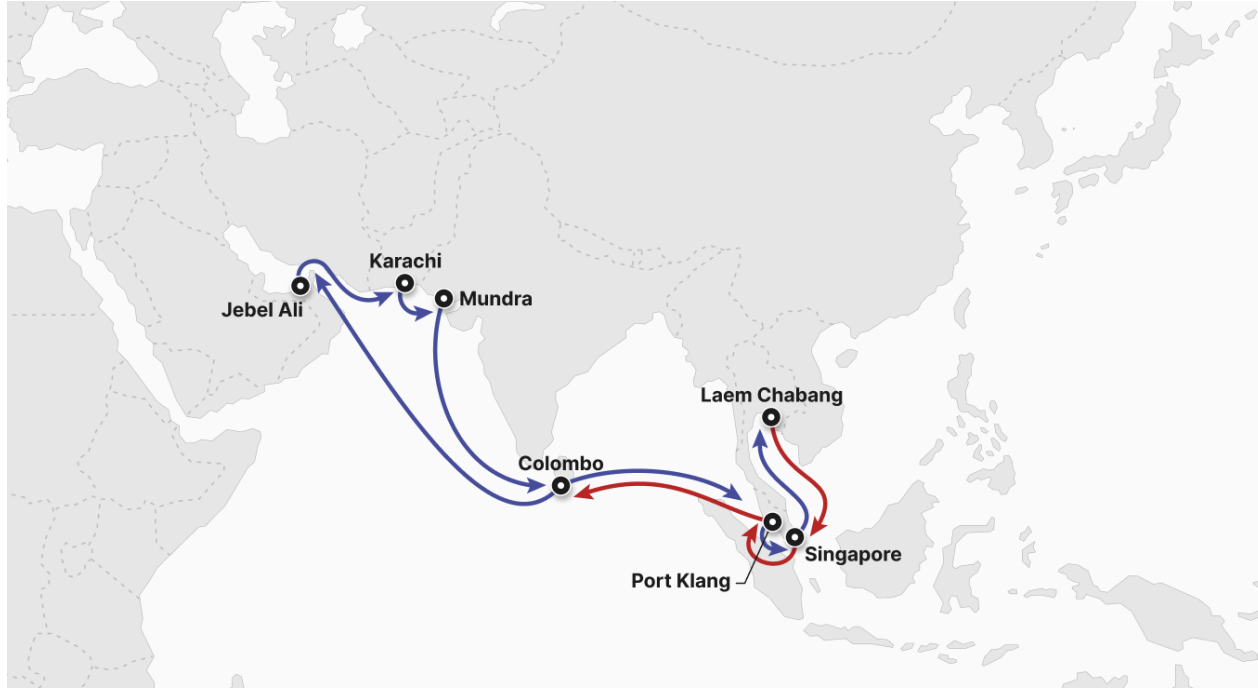 Karachi
Mundra
Jebel Ali
Laem Chabang
Colombo
Singapore
Port Klang